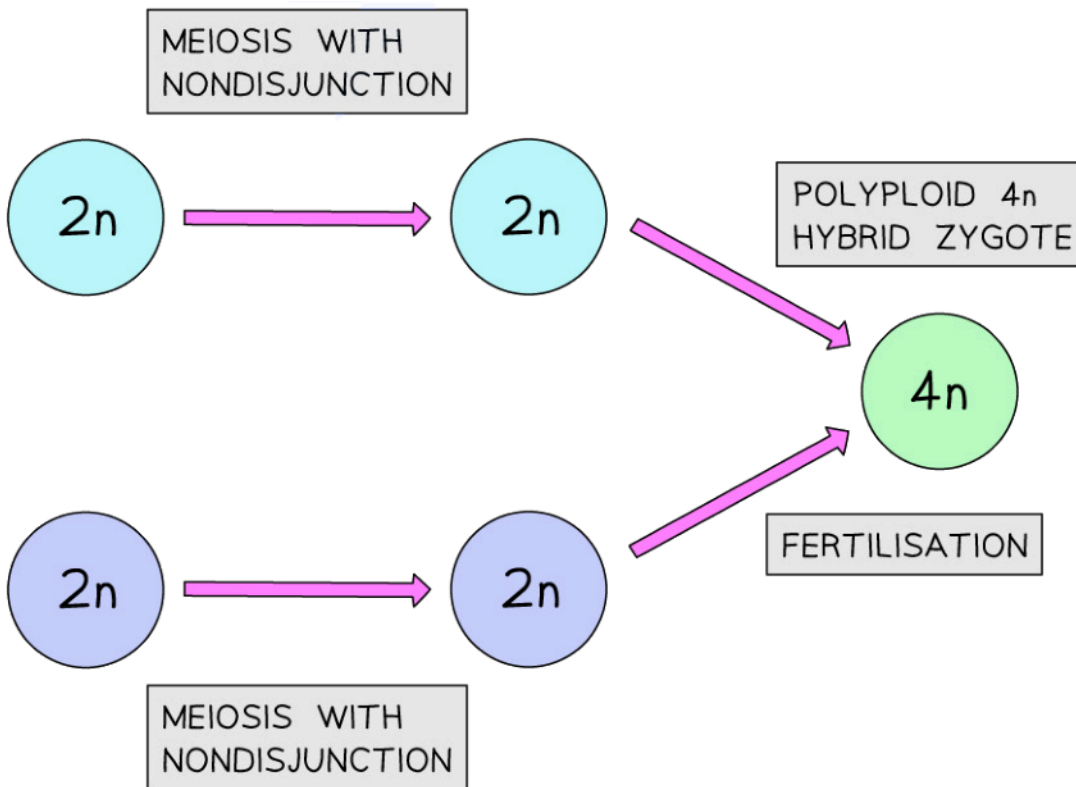 MEIOSIS WITH
NONDISJUNCTION
2n
2n
POLYPLOID 4n
HYBRID ZYGOTE
4n
FERTILISATION
2n
2n
MEIOSIS WITH
NONDISJUNCTION